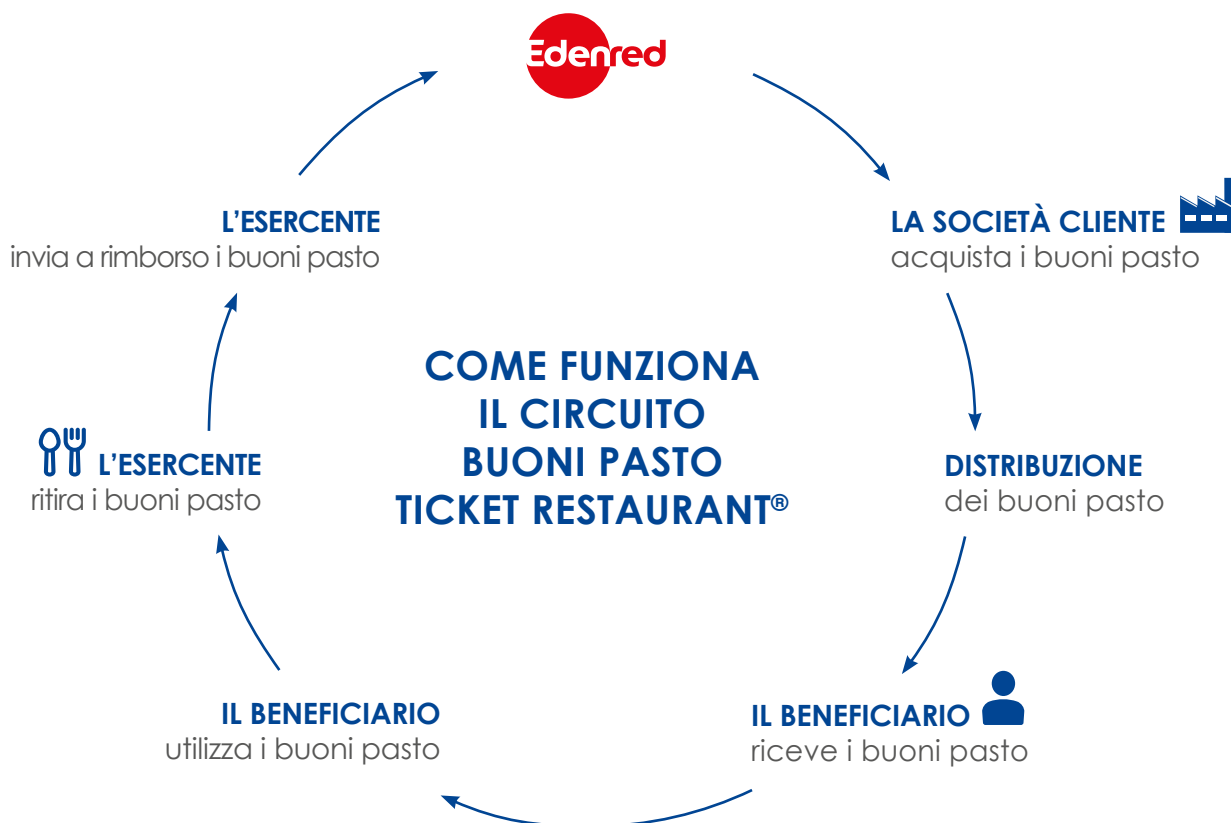 Edenred
L'ESERCENTE
invia a rimborso i buoni pasto
LA SOCIETÀ CLIENTE
acquista i buoni pasto
COME FUNZIONA
IL CIRCUITO
BUONI PASTO
TICKET RESTAURANT®
L'ESERCENTE
ritira i buoni pasto
DISTRIBUZIONE
dei buoni pasto
IL BENEFICIARIO
utilizza i buoni pasto
IL BENEFICIARIO
riceve i buoni pasto